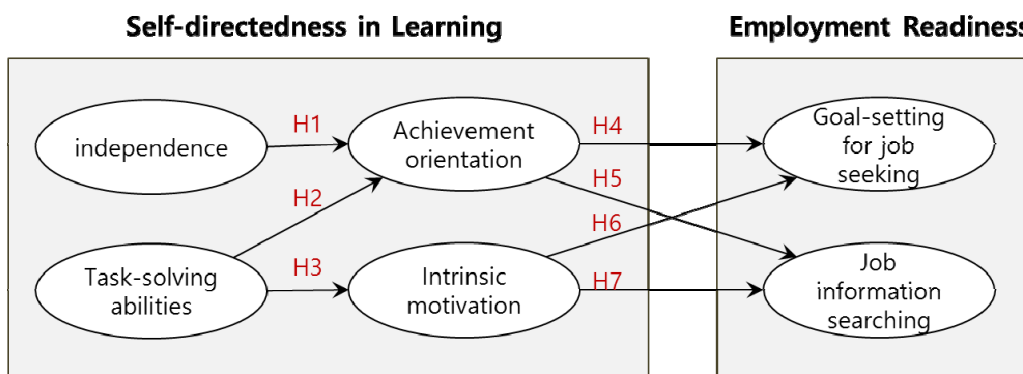 Self-directedness in Learning
Employment Readiness
independence
H1
Achievement
orientation
H4
Goal-setting
for job
seeking
H2
H5
H6
Task-solving
abilities
H3
Intrinsic
motivation
H7
Job
information
searching